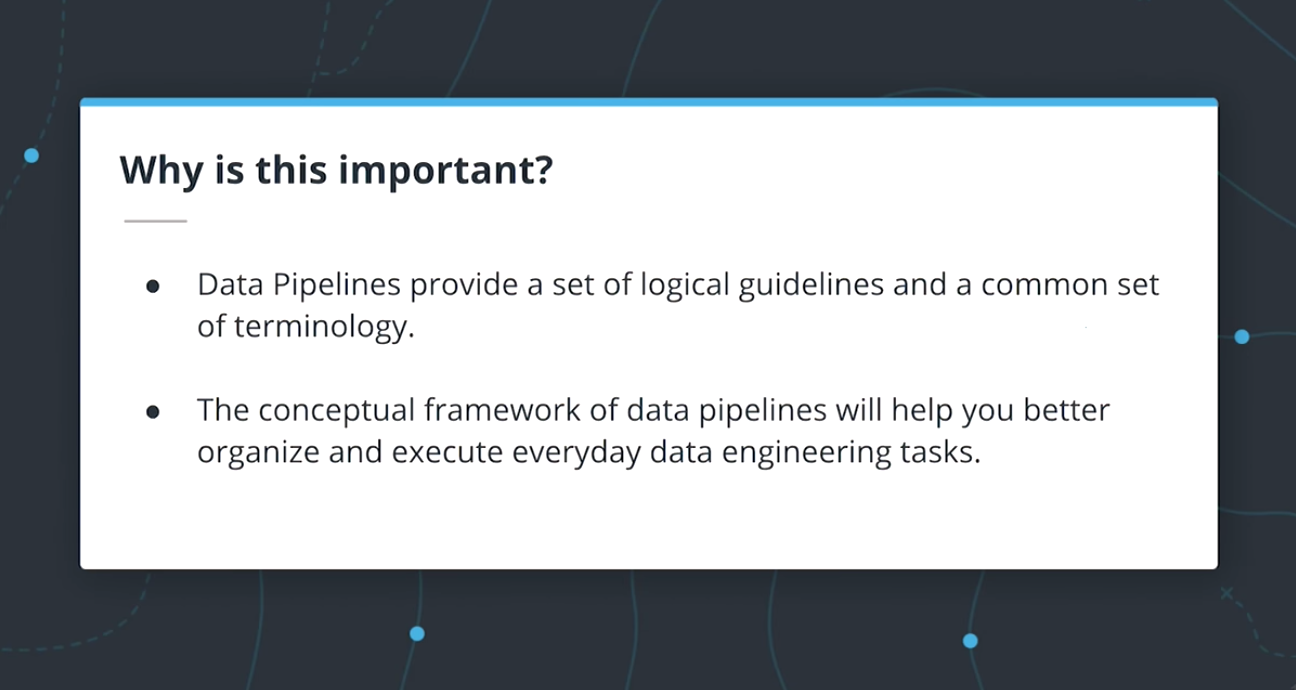 Why is this important?
● Data Pipelines provide a set of logical guidelines and a common set
of terminology.
● The conceptual framework of data pipelines will help you better
organize and execute everyday data engineering tasks.